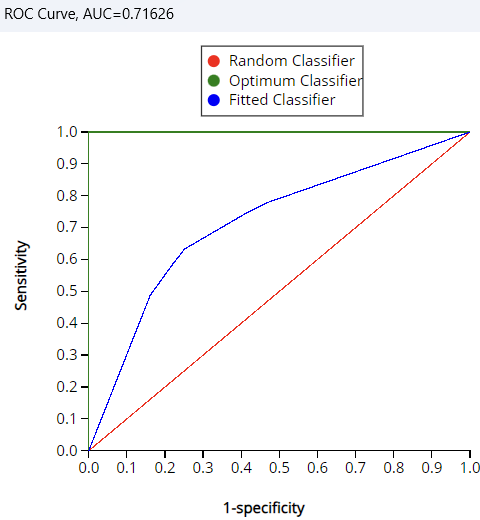 ROC Curve, AUC=0.71626
Random Classifier
Optimum Classifier
Fitted Classifier
1.0
0.9
0.8
0.7
0.6
0.5
0.4
0.3
0.2
0.1
0.0
Sensitivity
0.0 0.1 0.2 0.3 0.4 0.5 0.6 0.7 0.8 0.9 1.0
1-specificity